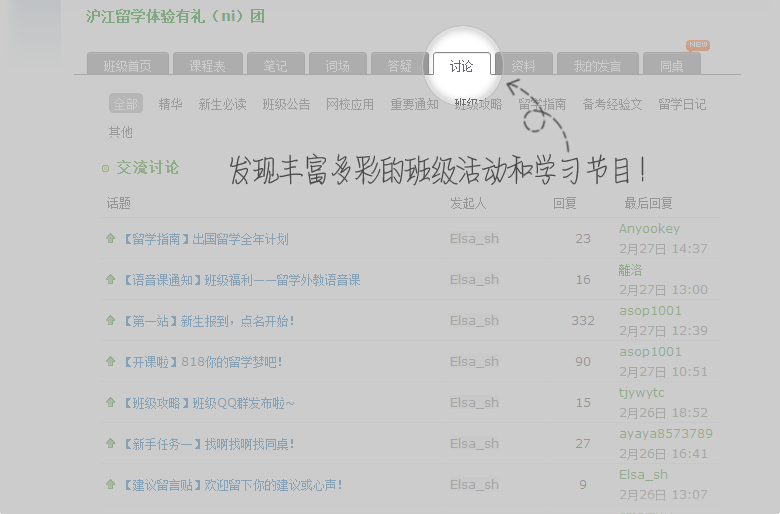 沪江留学体验有礼（ni）团
NEW
班级首页 课程表 笔记 词场 答疑 讨论 资料 我的发言 同桌
全部 精华 新生必读 班级公告 网校应用 重要通知 班级攻略 留学指南 备考经验文 留学日记
其他
交流讨论
发现丰富多彩的班级活动和学习节目！
话题 发起人 回复 最后回复
【留学指南】出国留学全年计划 Elsa_sh 23 Anyookey
2月27日 14:37
【语音课通知】班级福利——留学外教语音课 Elsa_sh 16 離洛
2月27日 13:00
【第一站】新生报到，点名开始！ Elsa_sh 332 asop1001
2月27日 12:39
【开课啦】818你的留学梦吧！ Elsa_sh 90 asop1001
2月27日 10:51
【班级攻略】班级QQ群发布啦~ Elsa_sh 15 tjywytc
2月26日 18:52
【新手任务一】找啊找啊找同桌！ Elsa_sh 27 ayaya8573789
2月26日 16:41
【建议留言贴】欢迎留下你的建议或心声！ Elsa_sh 9 Elsa_sh
2月26日 13:07